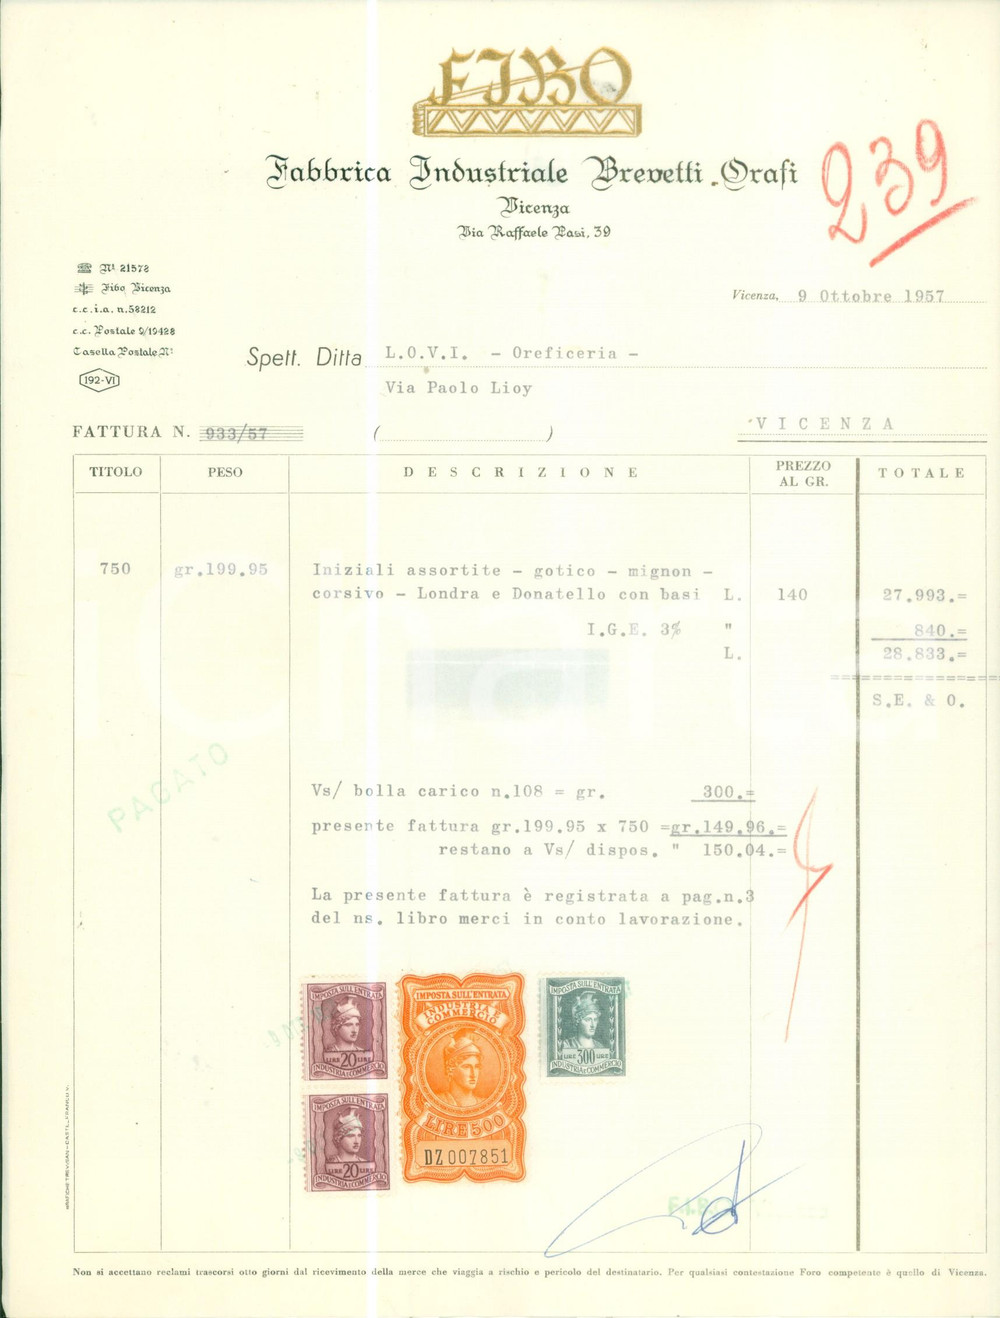 FIBO
Fabbrica Industriale Brevetti Orafi
Vicenza
Via Raffaele Pasi, 39
239
☎ Nº 21572
Fibo Vicenza
c.c.i.a. n.58212
c.c. Postale 9/19428
Casella Postale Nº
192-VI
Vicenza, 9 Ottobre 1957
Spett. Ditta L.O.V.I. - Oreficeria -
Via Paolo Lioy
VICENZA
FATTURA N. 933/57 ( )
TITOLO PESO DESCRIZIONE PREZZO AL GR. TOTALE
750 gr.199.95 Iniziali assortite - gotico - mignon -
corsivo - Londra e Donatello con basi L. 140 27.993.=
I.G.E. 3% " 840.=
L. 28.833.=
===============
S.E. & O.
PAGATO
Vs/ bolla carico n.108 = gr. 300.=
presente fattura gr.199.95 x 750 =gr.149.96.=
restano a Vs/ dispos. " 150.04.=
La presente fattura è registrata a pag.n.3
del ns. libro merci in conto lavorazione.
IMPOSTA SULL'ENTRATA
LIRE 20 LIRE
INDUSTRIA E COMMERCIO
IMPOSTA SULL'ENTRATA
LIRE 20 LIRE
INDUSTRIA E COMMERCIO
IMPOSTA SULL'ENTRATA
INDUSTRIA E
COMMERCIO
LIRE 500
DZ 007851
IMPOSTA SULL'ENTRATA
LIRE 300 LIRE
INDUSTRIA E COMMERCIO
Non si accettano reclami trascorsi otto giorni dal ricevimento della merce che viaggia a rischio e pericolo del destinatario. Per qualsiasi contestazione Foro competente è quello di Vicenza.